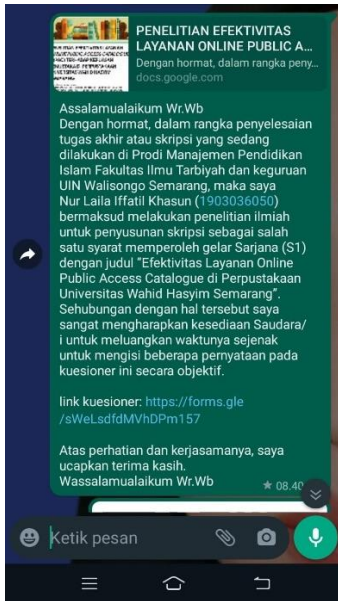 PENELITIAN EFEKTIVITAS
LAYANAN ONLINE PUBLIC A...
Dengan hormat, dalam rangka peny...
docs.google.com
Assalamualaikum Wr.Wb
Dengan hormat, dalam rangka penyelesaian
tugas akhir atau skripsi yang sedang
dilakukan di Prodi Manajemen Pendidikan
Islam Fakultas Ilmu Tarbiyah dan keguruan
UIN Walisongo Semarang, maka saya
Nur Laila Iffatil Khasun (1903036050)
bermaksud melakukan penelitian ilmiah
untuk penyusunan skripsi sebagai salah
satu syarat memperoleh gelar Sarjana (S1)
dengan judul "Efektivitas Layanan Online
Public Access Catalogue di Perpustakaan
Universitas Wahid Hasyim Semarang".
Sehubungan dengan hal tersebut saya
sangat mengharapkan kesediaan Saudara/
i untuk meluangkan waktunya sejenak
untuk mengisi beberapa pernyataan pada
kuesioner ini secara objektif.
link kuesioner: https://forms.gle
/sWeLsdfdMVhDPm157
Atas perhatian dan kerjasamanya, saya
ucapkan terima kasih.
Wassalamualaikum Wr.Wb
08.40
Ketik pesan